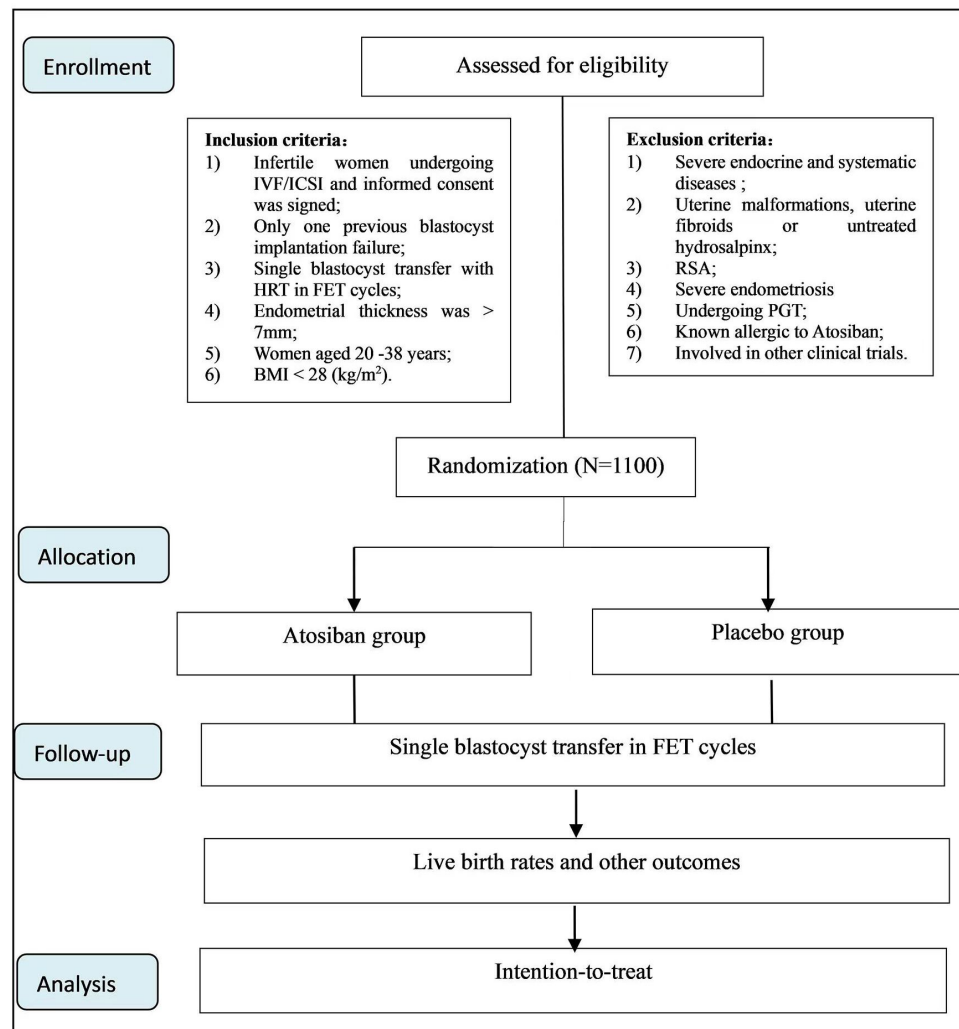 Enrollment
Assessed for eligibility
Inclusion criteria：
1) Infertile women undergoing
IVF/ICSI and informed consent
was signed;
2) Only one previous blastocyst
implantation failure;
3) Single blastocyst transfer with
HRT in FET cycles;
4) Endometrial thickness was >
7mm;
5) Women aged 20 -38 years;
6) BMI < 28 (kg/m²).
Exclusion criteria：
1) Severe endocrine and systematic
diseases ;
2) Uterine malformations, uterine
fibroids or untreated
hydrosalpinx;
3) RSA;
4) Severe endometriosis
5) Undergoing PGT;
6) Known allergic to Atosiban;
7) Involved in other clinical trials.
Randomization (N=1100)
Allocation
Atosiban group
Placebo group
Follow-up
Single blastocyst transfer in FET cycles
Live birth rates and other outcomes
Analysis
Intention-to-treat